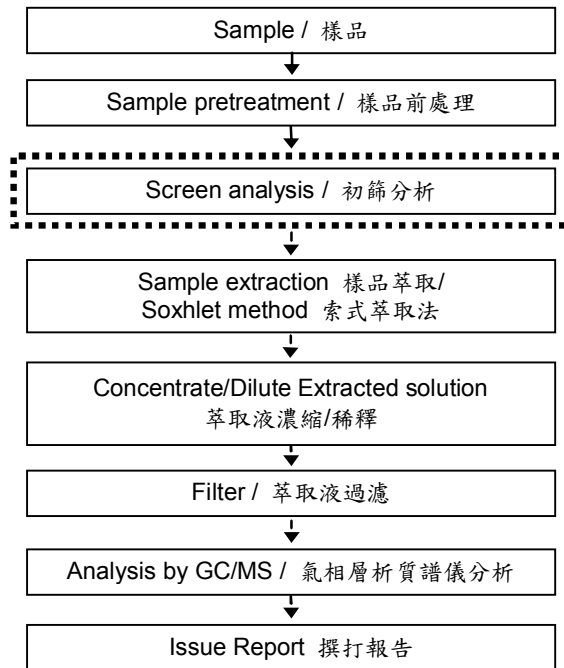 Sample / 樣品
Sample pretreatment / 樣品前處理
Screen analysis / 初篩分析
Sample extraction 樣品萃取/
Soxhlet method 索式萃取法
Concentrate/Dilute Extracted solution
萃取液濃縮/稀釋
Filter / 萃取液過濾
Analysis by GC/MS / 氣相層析質譜儀分析
Issue Report 撰打報告